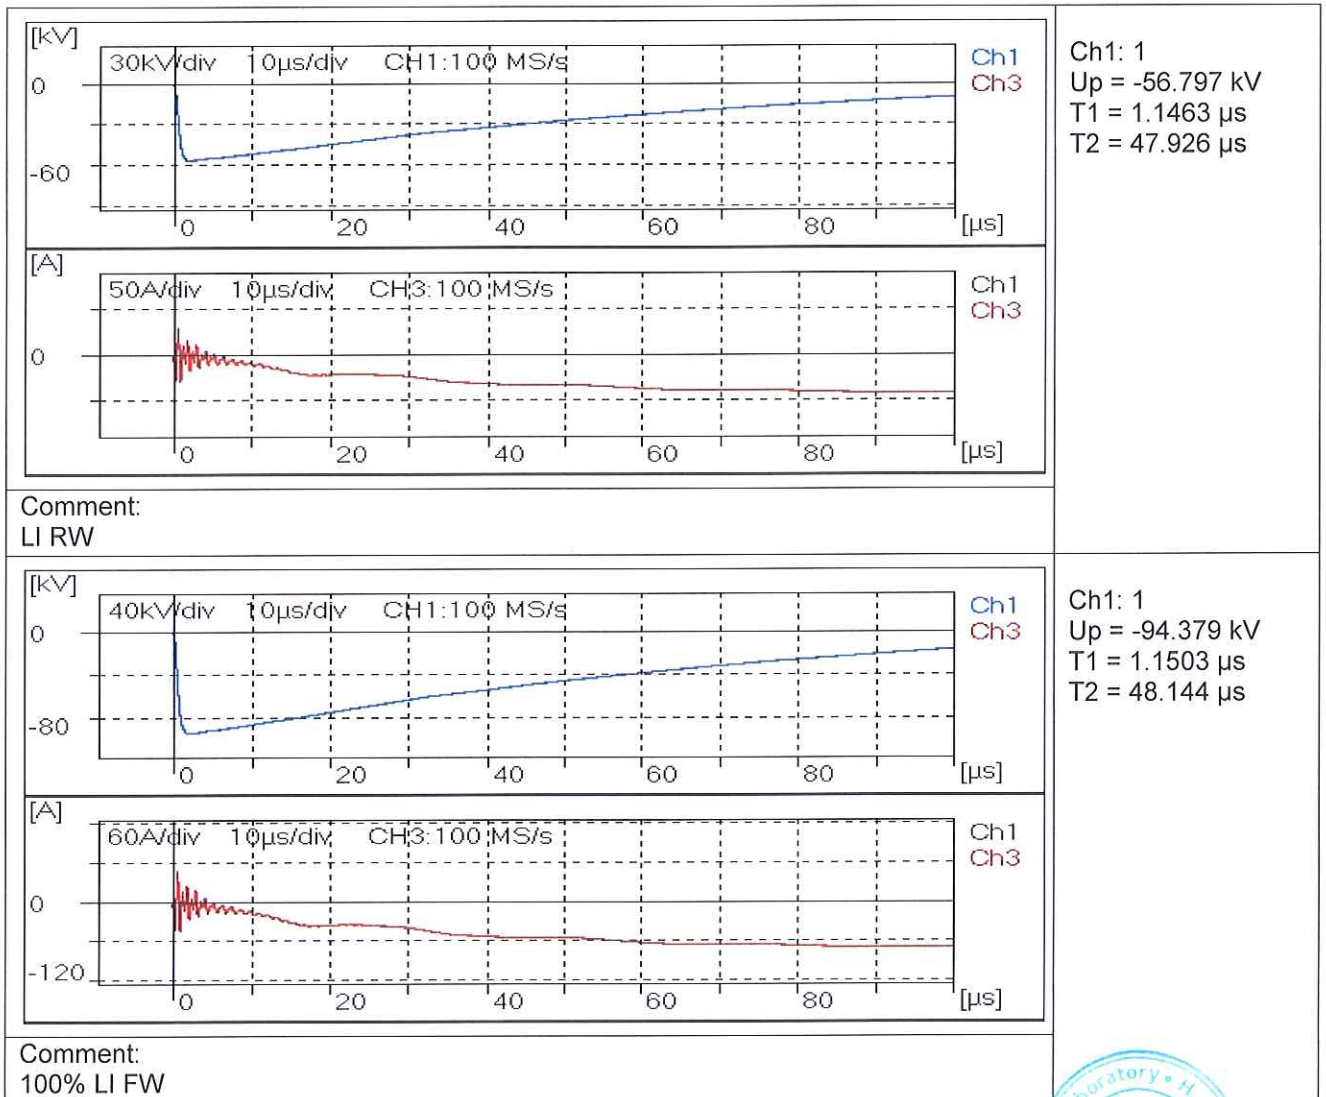 [kV]
30kV/div 10µs/div CH1:100 MS/s
Ch1
Ch3
0
-60
0 20 40 60 80 [µs]
[A]
50A/div 10µs/div CH3:100 MS/s
Ch1
Ch3
0
0 20 40 60 80 [µs]
Ch1: 1
Up = -56.797 kV
T1 = 1.1463 µs
T2 = 47.926 µs
Comment:
LI RW
[kV]
40kV/div 10µs/div CH1:100 MS/s
Ch1
Ch3
0
-80
0 20 40 60 80 [µs]
[A]
60A/div 10µs/div CH3:100 MS/s
Ch1
Ch3
0
-120
0 20 40 60 80 [µs]
Ch1: 1
Up = -94.379 kV
T1 = 1.1503 µs
T2 = 48.144 µs
Comment:
100% LI FW